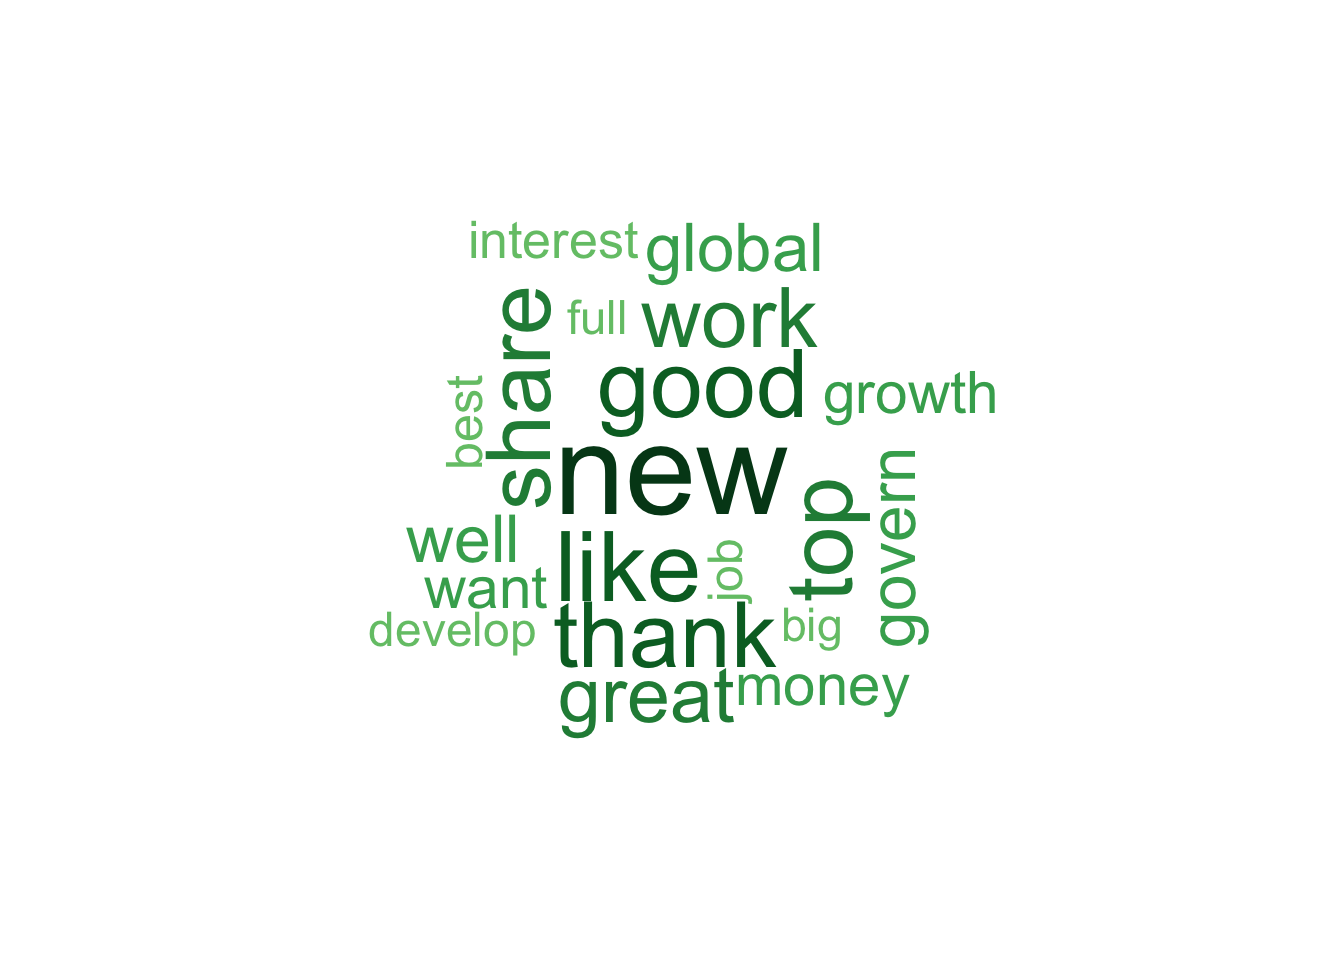 interest global
full work
share
good
best
growth
new
top
govern
well
like
job
want
develop
thank
big
great
money